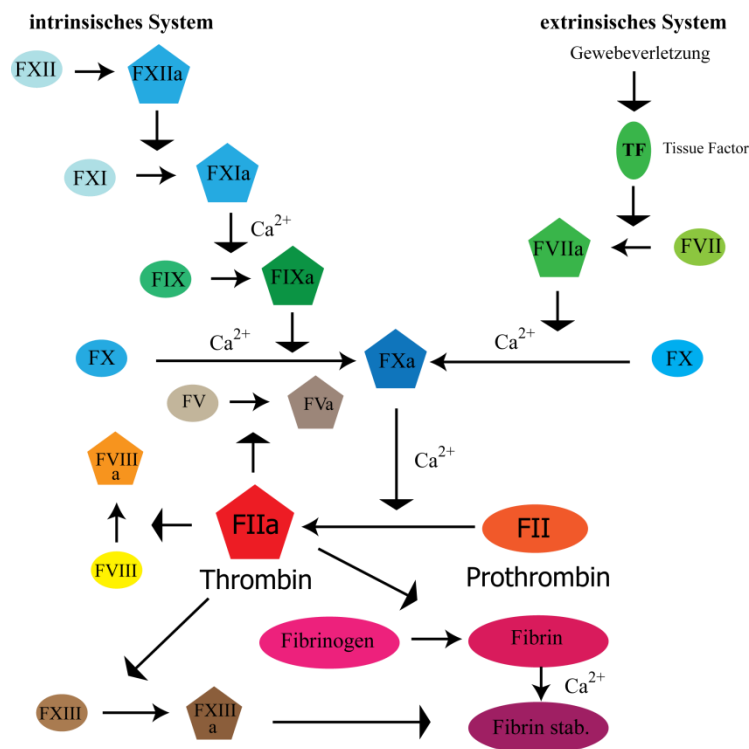 intrinsisches System
extrinsisches System
FXII
FXIIa
Gewebeverletzung
TF
Tissue Factor
FXI
FXIa
Ca2+
FVIIa
FVII
FIX
FIXa
Ca2+
Ca2+
FX
FXa
FX
FV
FVa
FVIII
a
Ca2+
FIIa
FII
FVIII
Thrombin
Prothrombin
Fibrinogen
Fibrin
Ca2+
FXIII
FXIII
a
Fibrin stab.